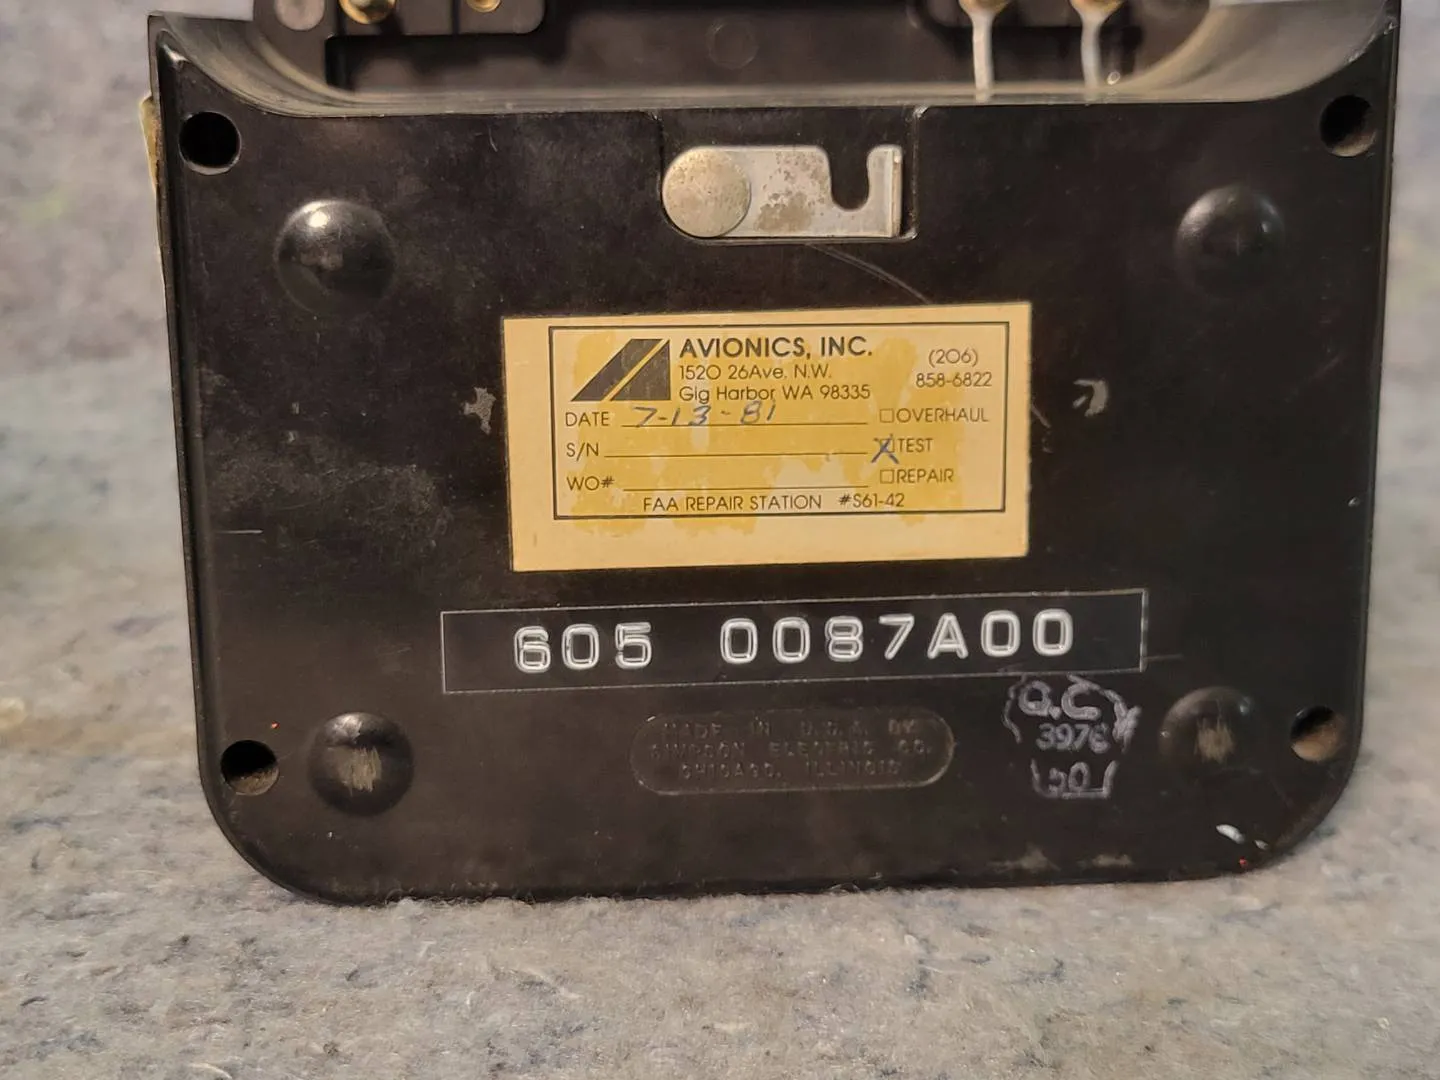 AVIONICS, INC.
1520 26Ave. N.W.
Gig Harbor WA 98335
(206)
858-6822
DATE 7-13-81
☐OVERHAUL
S/N
☒TEST
WO#
☐REPAIR
FAA REPAIR STATION #S61-42
605 0087A00
MADE IN U.S.A. BY
SIMPSON ELECTRIC CO.
CHICAGO, ILLINOIS
Q.C